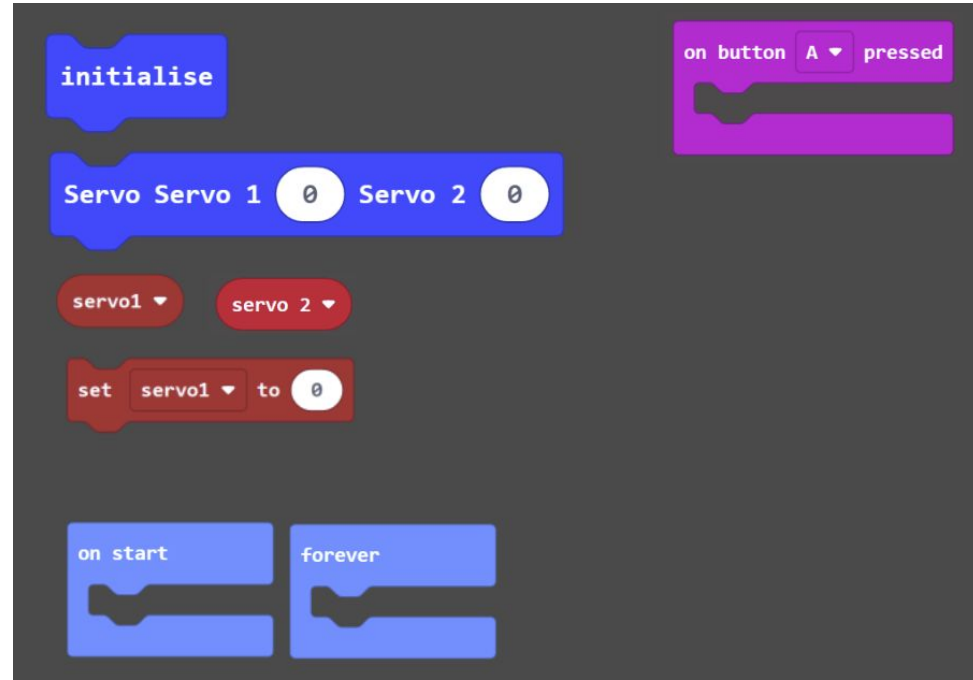 initialise
on button A pressed
Servo Servo 1 0 Servo 2 0
servo1 servo 2
set servo1 to 0
on start
forever